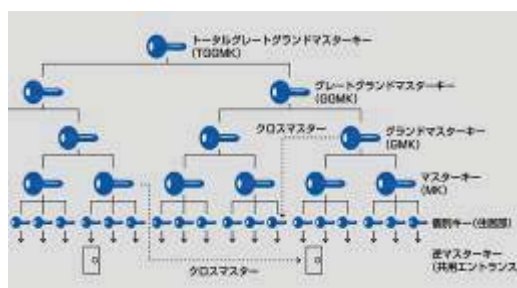 トータルグレートグランドマスターキー
(TGGMK)
グレートグランドマスターキー
(GGMK)
クロスマスター
グランドマスターキー
(GMK)
マスターキー
(MK)
個別キー(住居部)
逆マスターキー
(共用エントランス
クロスマスター